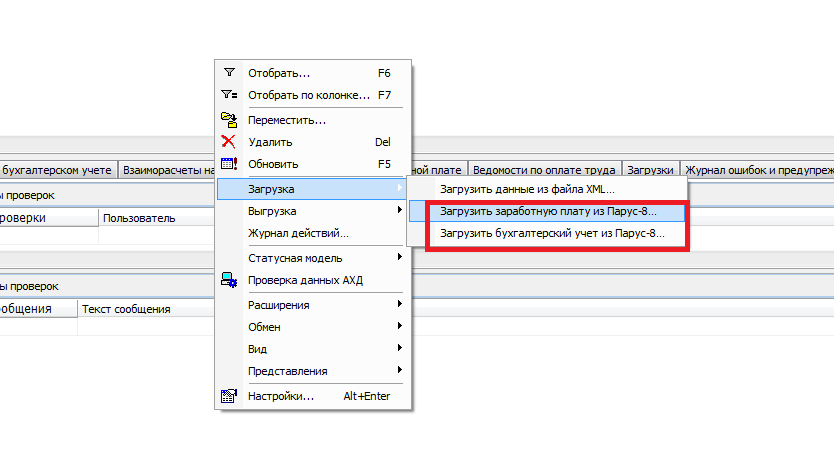 Отобрать... F6
Отобрать по колонке... F7
Переместить...
Удалить Del
Обновить F5
бухгалтерском учете Взаиморасчеты на ной плате Ведомости по оплате труда Загрузки Журнал ошибок и предупреж
Загрузка Загрузить данные из файла XML...
ы проверок
Выгрузка Загрузить заработную плату из Парус-8...
роверки Пользователь
Журнал действий... Загрузить бухгалтерский учет из Парус-8...
Статусная модель
Проверка данных АХД
ы проверок
Расширения
ообщения Текст сообщения
Обмен
Вид
Представления
Настройки... Alt+Enter